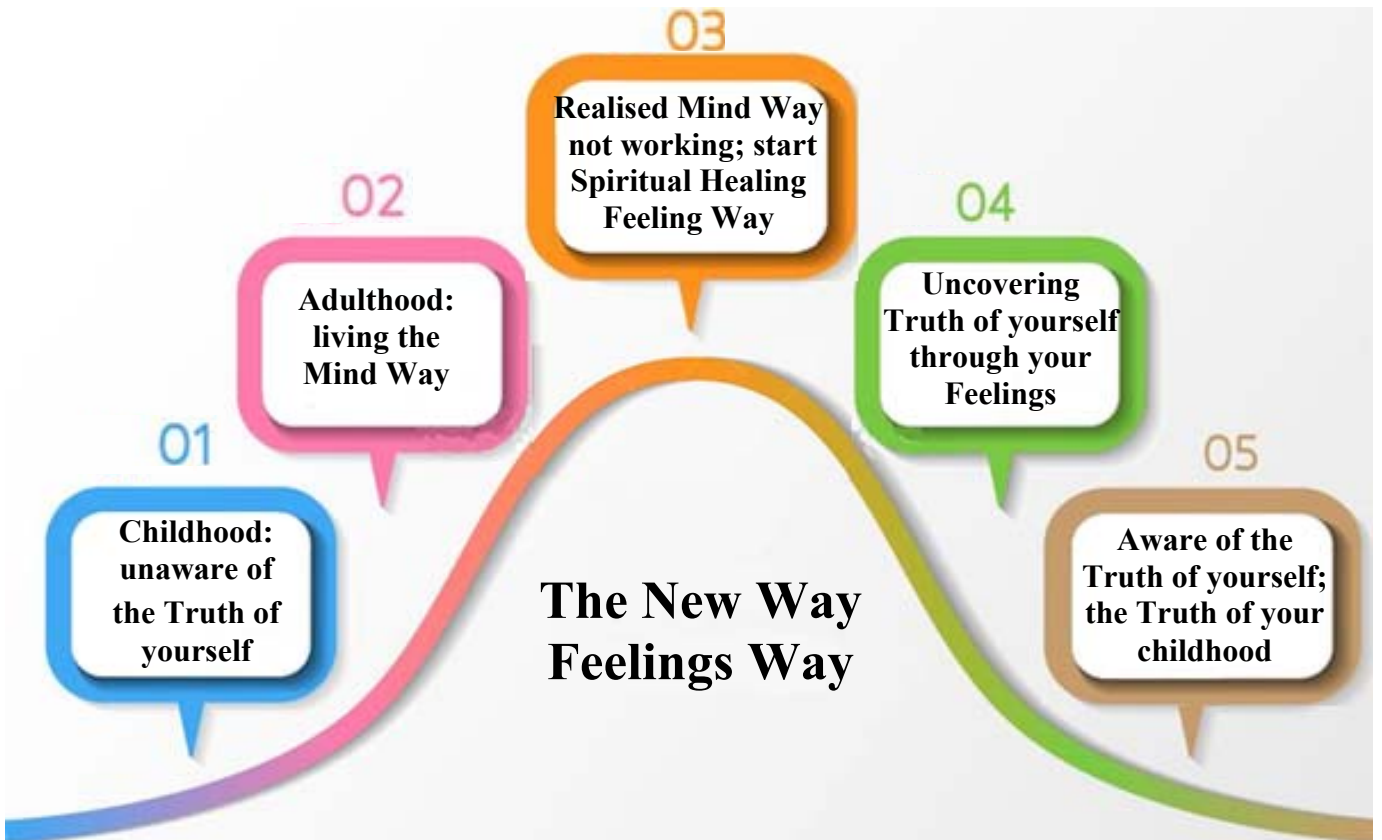 01
Childhood:
unaware of
the Truth of
yourself
02
Adulthood:
living the
Mind Way
03
Realised Mind Way
not working; start
Spiritual Healing
Feeling Way
04
Uncovering
Truth of yourself
through your
Feelings
05
Aware of the
Truth of yourself;
the Truth of your
childhood
The New Way
Feelings Way